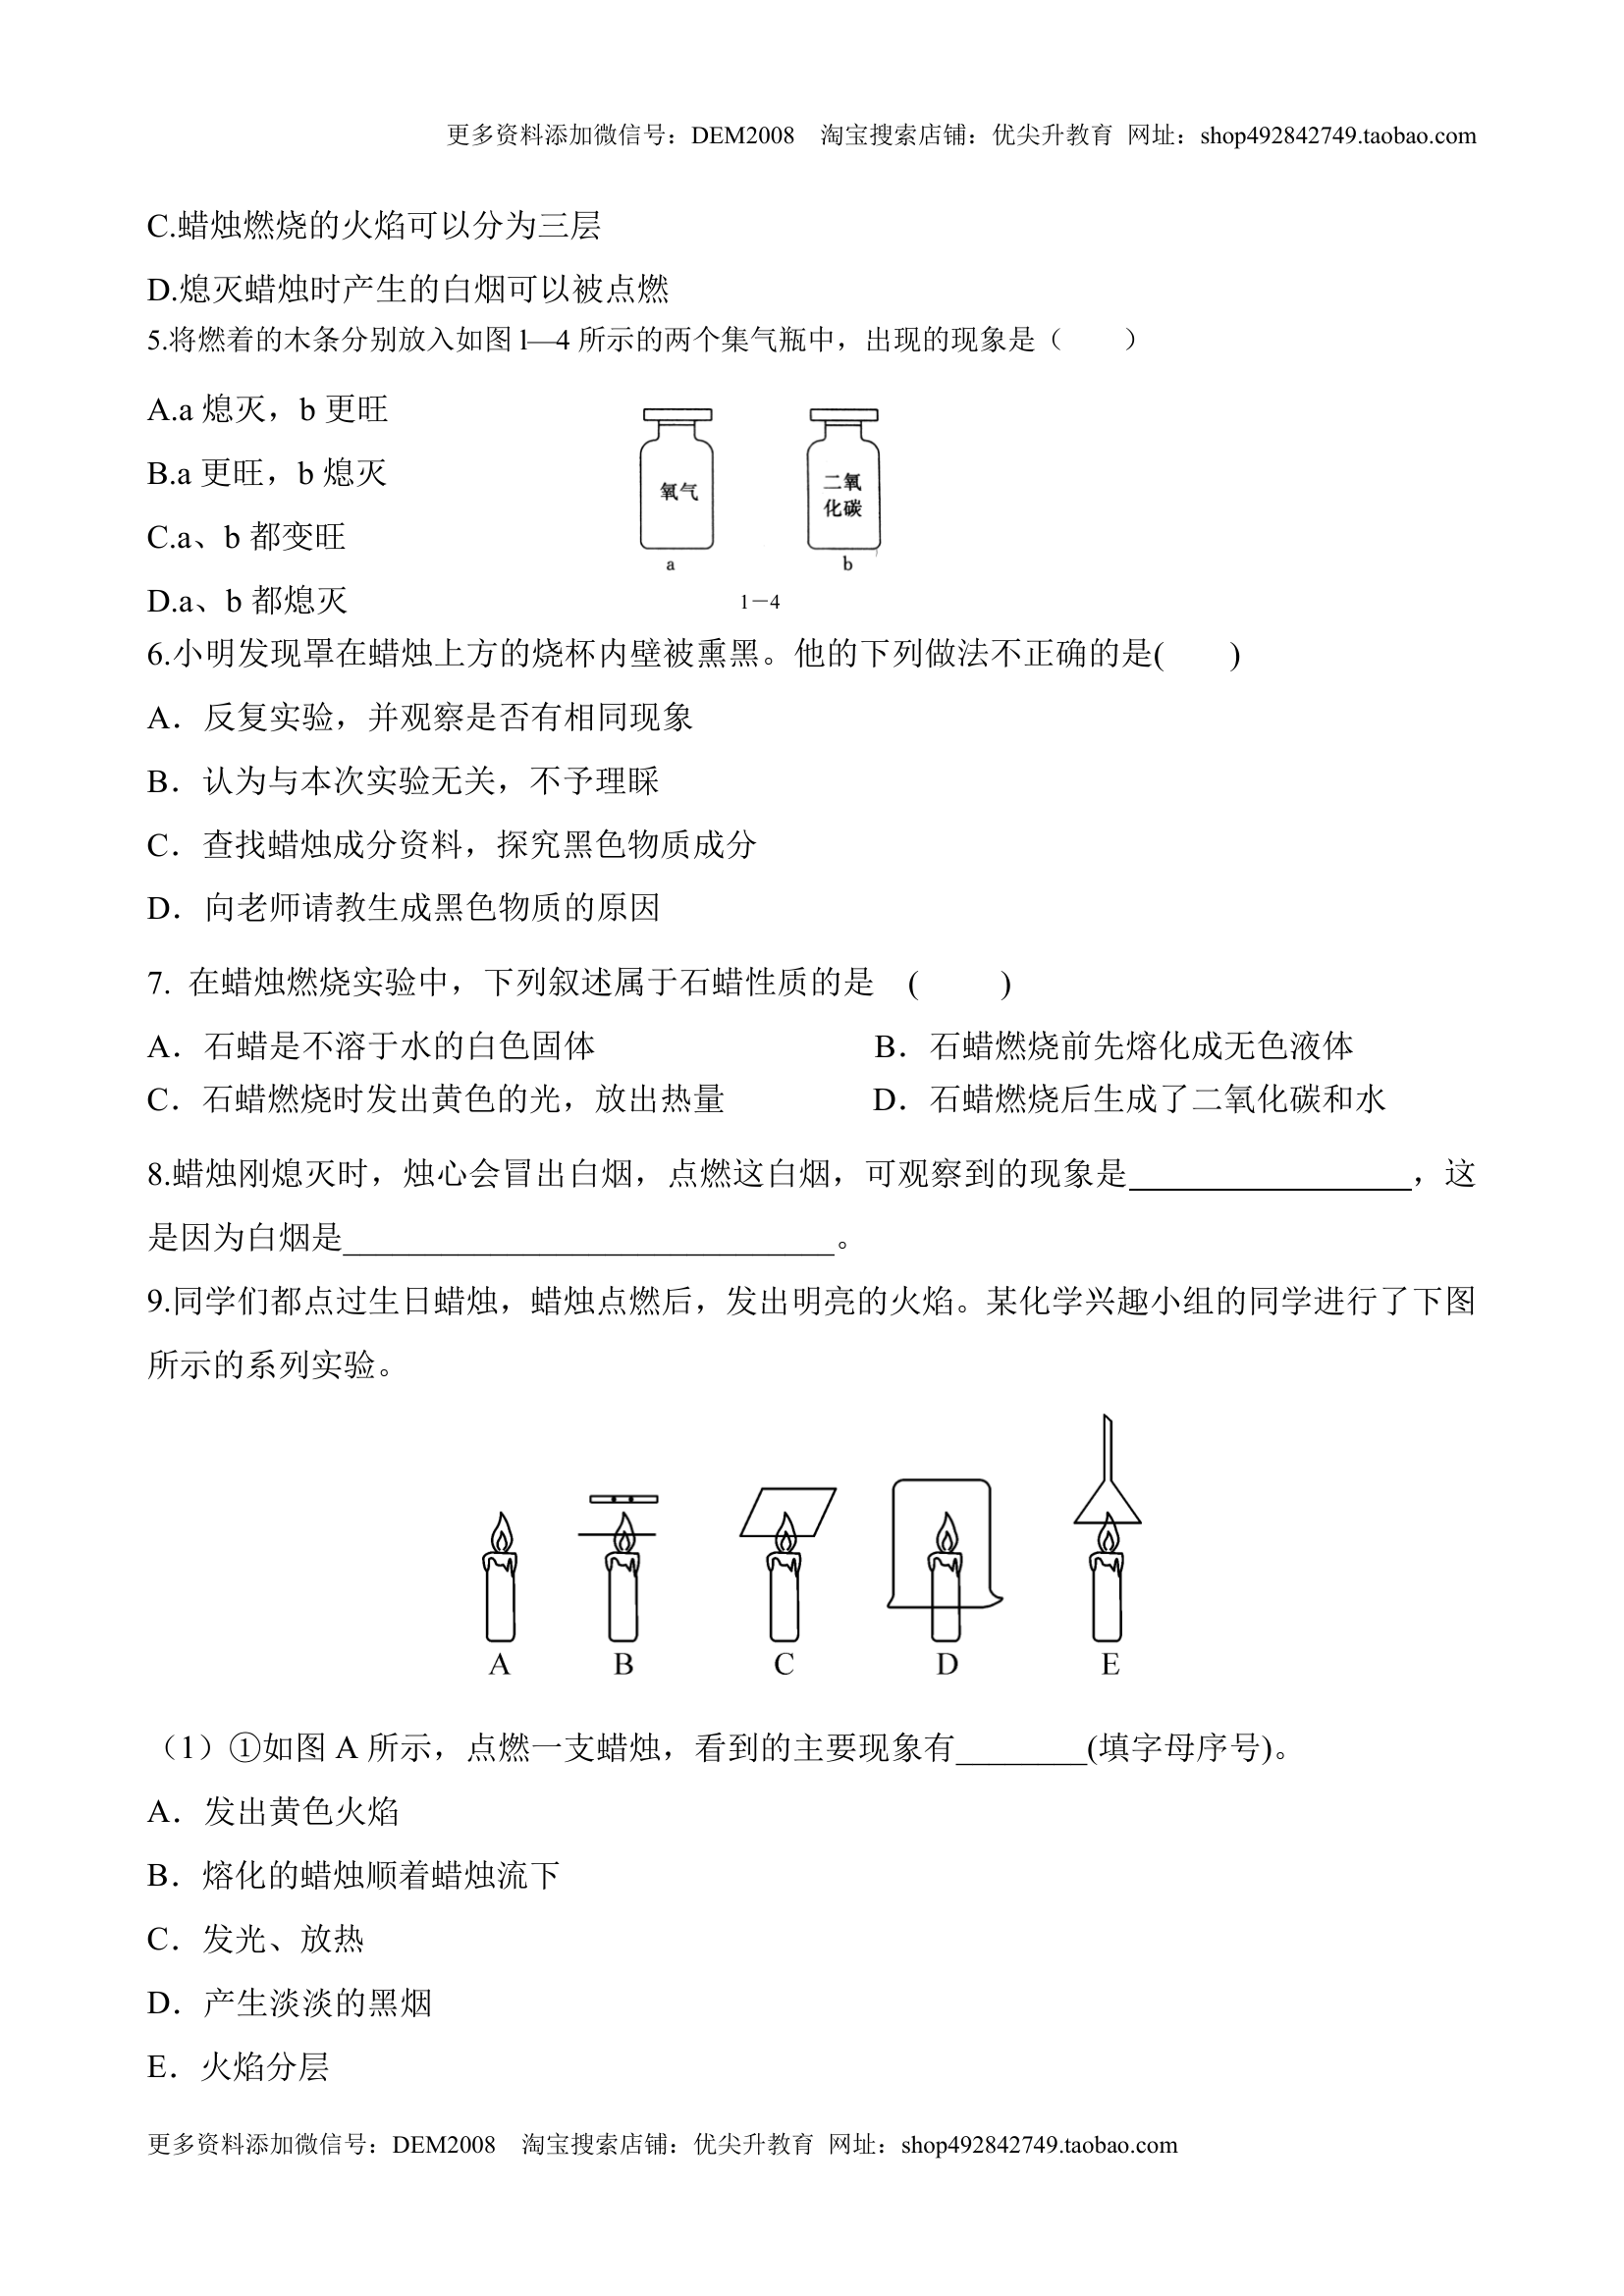 更多资料添加微信号：DEM2008 淘宝搜索店铺：优尖升教育 网址：shop492842749.taobao.com
C.蜡烛燃烧的火焰可以分为三层
D.熄灭蜡烛时产生的白烟可以被点燃
5.将燃着的木条分别放入如图 l—4 所示的两个集气瓶中，出现的现象是（ ）
A.a 熄灭，b 更旺
B.a 更旺，b 熄灭
C.a、b 都变旺
D.a、b 都熄灭
氧气
二氧
化碳
a
b
1－4
6.小明发现罩在蜡烛上方的烧杯内壁被熏黑。他的下列做法不正确的是( )
A．反复实验，并观察是否有相同现象
B．认为与本次实验无关，不予理睬
C．查找蜡烛成分资料，探究黑色物质成分
D．向老师请教生成黑色物质的原因
7. 在蜡烛燃烧实验中，下列叙述属于石蜡性质的是 ( )
A．石蜡是不溶于水的白色固体 B．石蜡燃烧前先熔化成无色液体
C．石蜡燃烧时发出黄色的光，放出热量 D．石蜡燃烧后生成了二氧化碳和水
8.蜡烛刚熄灭时，烛心会冒出白烟，点燃这白烟，可观察到的现象是_________________，这
是因为白烟是______________________________。
9.同学们都点过生日蜡烛，蜡烛点燃后，发出明亮的火焰。某化学兴趣小组的同学进行了下图
所示的系列实验。
A B C D E
（1）①如图 A 所示，点燃一支蜡烛，看到的主要现象有________(填字母序号)。
A．发出黄色火焰
B．熔化的蜡烛顺着蜡烛流下
C．发光、放热
D．产生淡淡的黑烟
E．火焰分层
更多资料添加微信号：DEM2008 淘宝搜索店铺：优尖升教育 网址：shop492842749.taobao.com